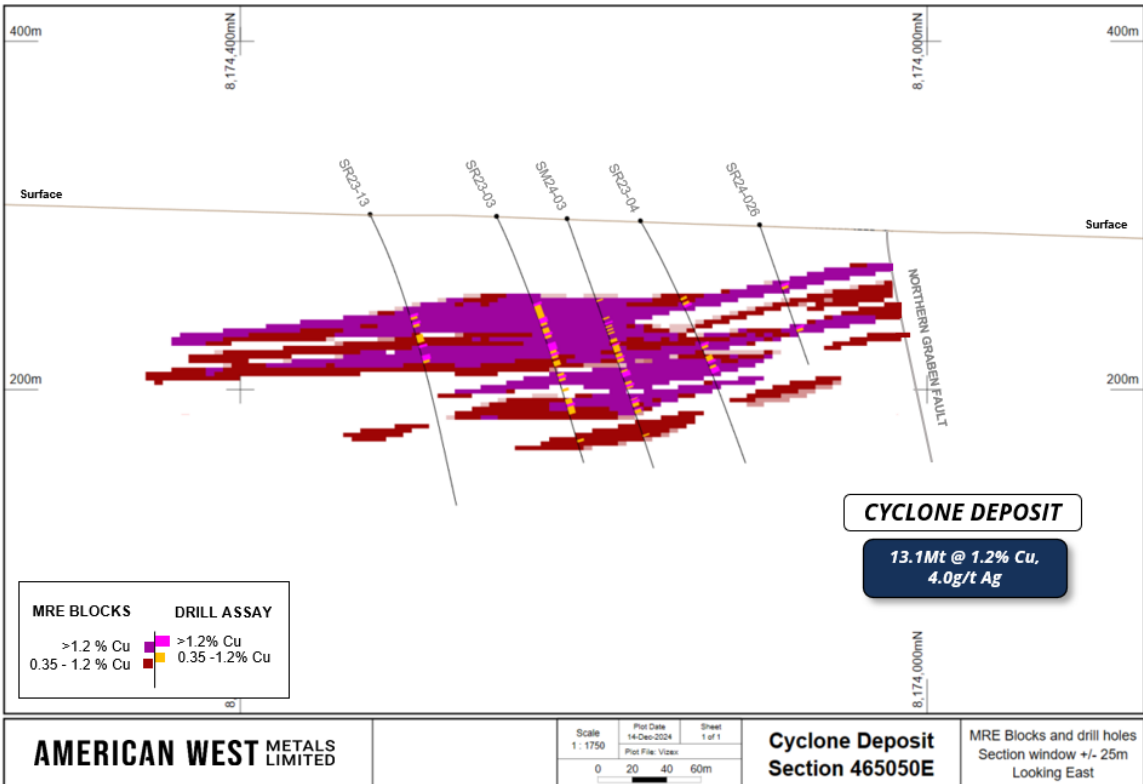 400m
8,174,400mN
8,174,000mN
400m
SR23-13
SR23-03
SM24-03
SR23-04
SR24-026
Surface
Surface
NORTHERN GRABEN FAULT
200m
200m
CYCLONE DEPOSIT
13.1Mt @ 1.2% Cu,
4.0g/t Ag
MRE BLOCKS
DRILL ASSAY
>1.2 % Cu
>1.2% Cu
0.35 - 1.2 % Cu
0.35 -1.2% Cu
8,
8,174,000mN
AMERICAN WEST METALS LIMITED
Scale
1 : 1750
Plot Date
14-Dec-2024
Sheet
1 of 1
Plot File: Vizex
0 20 40 60m
Cyclone Deposit
Section 465050E
MRE Blocks and drill holes
Section window +/- 25m
Looking East